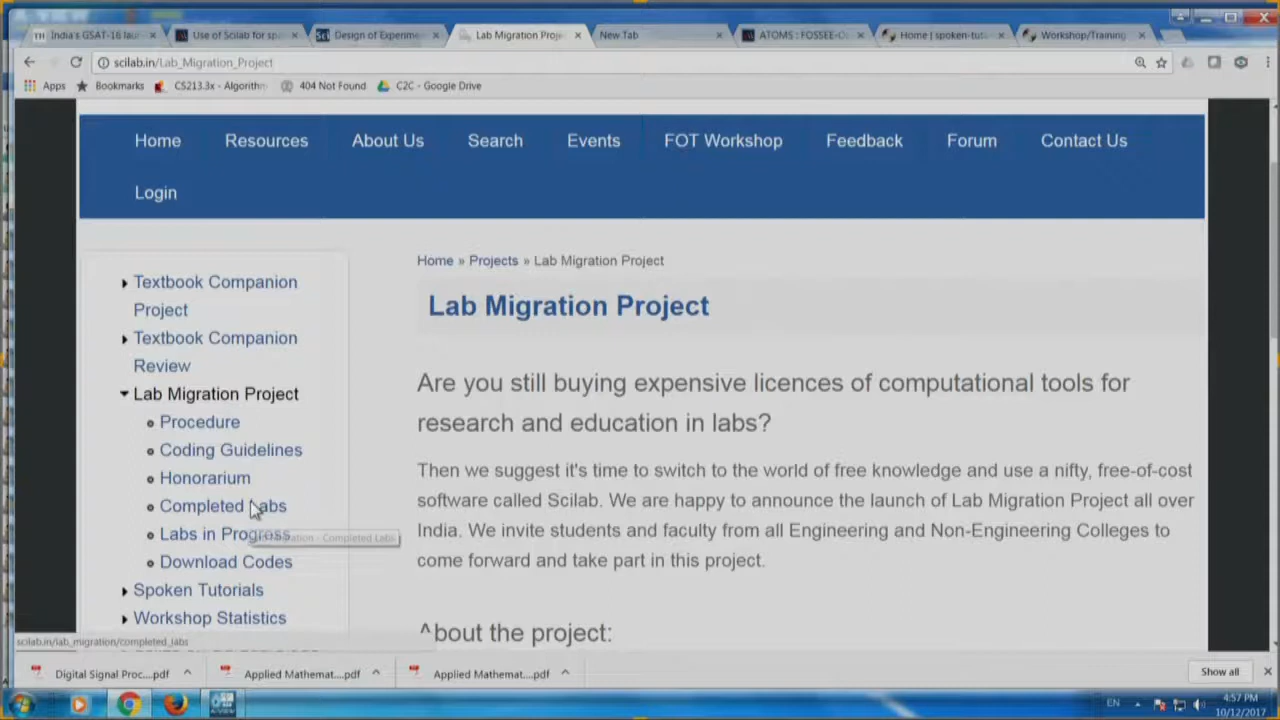 India's GSAT-16 lau
Use of Scilab for sp
Sci Design of Experime
Lab Migration Proje
New Tab
ATOMS : FOSSEE-O
Home | spoken-tut
Workshop/Training
scilab.in/Lab_Migration_Project
Apps
Bookmarks
CS213.3x - Algorithm
404 Not Found
C2C - Google Drive
Home
Resources
About Us
Search
Events
FOT Workshop
Feedback
Forum
Contact Us
Login
Textbook Companion
Project
Textbook Companion
Review
Lab Migration Project
Procedure
Coding Guidelines
Honorarium
Completed Labs
Labs in Progress
Download Codes
Spoken Tutorials
Workshop Statistics
Home » Projects » Lab Migration Project
Lab Migration Project
Are you still buying expensive licences of computational tools for
research and education in labs?
Then we suggest it's time to switch to the world of free knowledge and use a nifty, free-of-cost
software called Scilab. We are happy to announce the launch of Lab Migration Project all over
India. We invite students and faculty from all Engineering and Non-Engineering Colleges to
come forward and take part in this project.
^bout the project:
scilab.in/lab_migration/completed_labs
Digital Signal Proc....pdf
Applied Mathemat....pdf
Applied Mathemat....pdf
Show all
EN
4:57 PM
10/12/2017